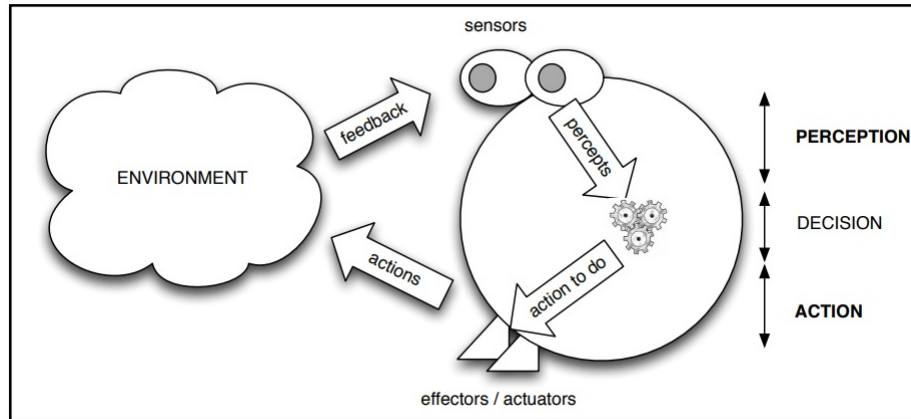 sensors
feedback
percepts
PERCEPTION
ENVIRONMENT
DECISION
actions
action to do
ACTION
effectors / actuators